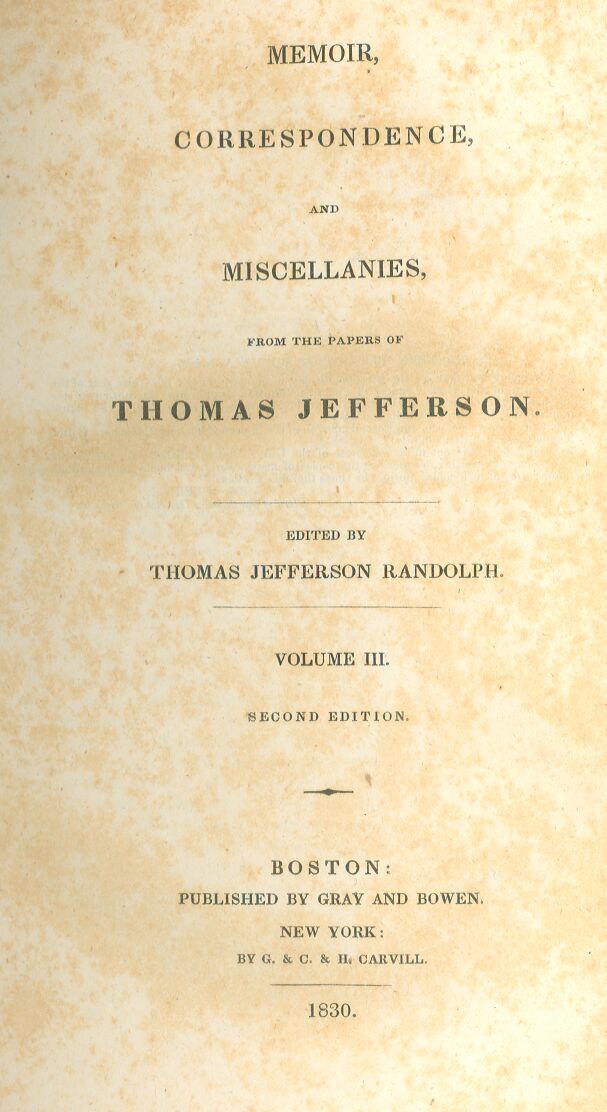 MEMOIR,
CORRESPONDENCE,
AND
MISCELLANIES,
FROM THE PAPERS OF
THOMAS JEFFERSON.
EDITED BY
THOMAS JEFFERSON RANDOLPH.
VOLUME III.
SECOND EDITION.
BOSTON:
PUBLISHED BY GRAY AND BOWEN.
NEW YORK:
BY G. & C. & H. CARVILL.
1830.